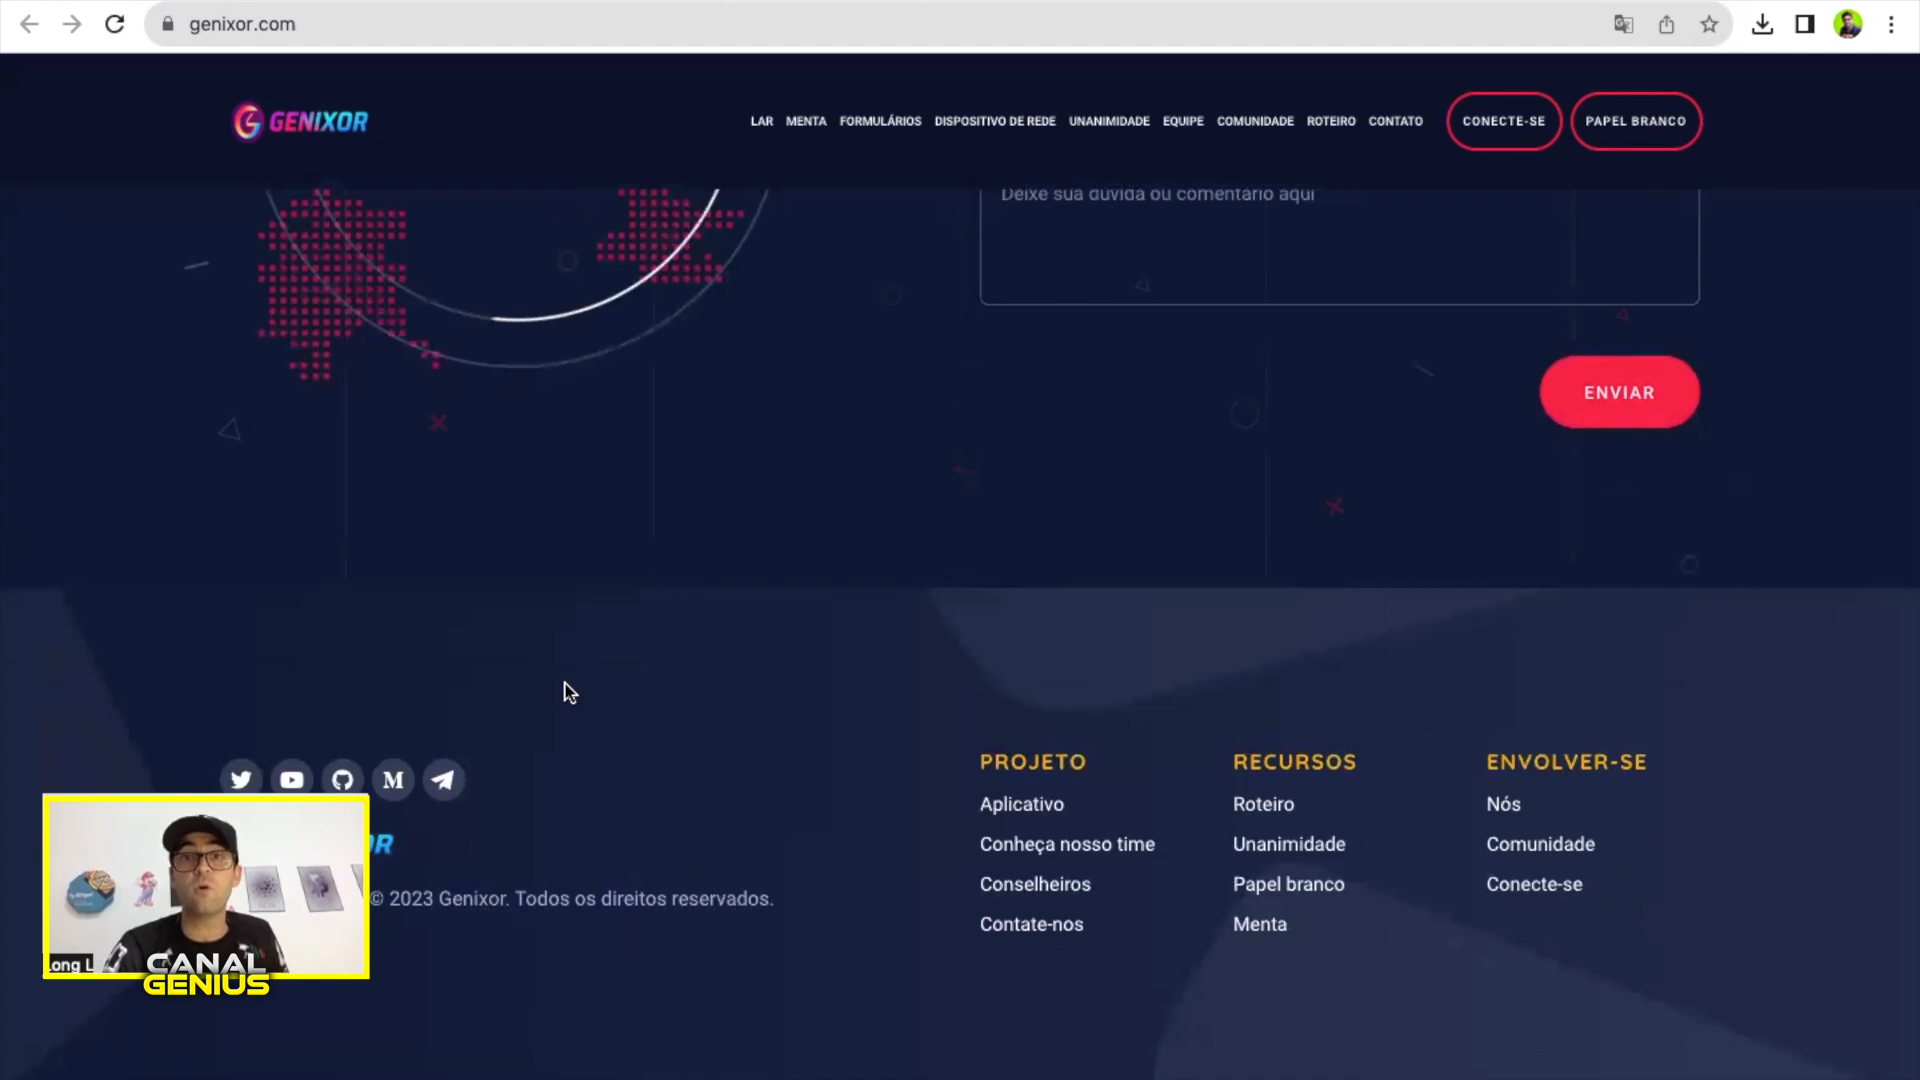 genixor.com
GENIXOR
LAR MENTA FORMULÁRIOS DISPOSITIVO DE REDE UNANIMIDADE EQUIPE COMUNIDADE ROTEIRO CONTATO CONECTE-SE PAPEL BRANCO
Deixe sua dúvida ou comentário aqui
ENVIAR
PROJETO
Aplicativo
Conheça nosso time
Conselheiros
Contate-nos
RECURSOS
Roteiro
Unanimidade
Papel branco
Menta
ENVOLVER-SE
Nós
Comunidade
Conecte-se
OR
© 2023 Genixor. Todos os direitos reservados.
ong L
CANAL
GENIUS